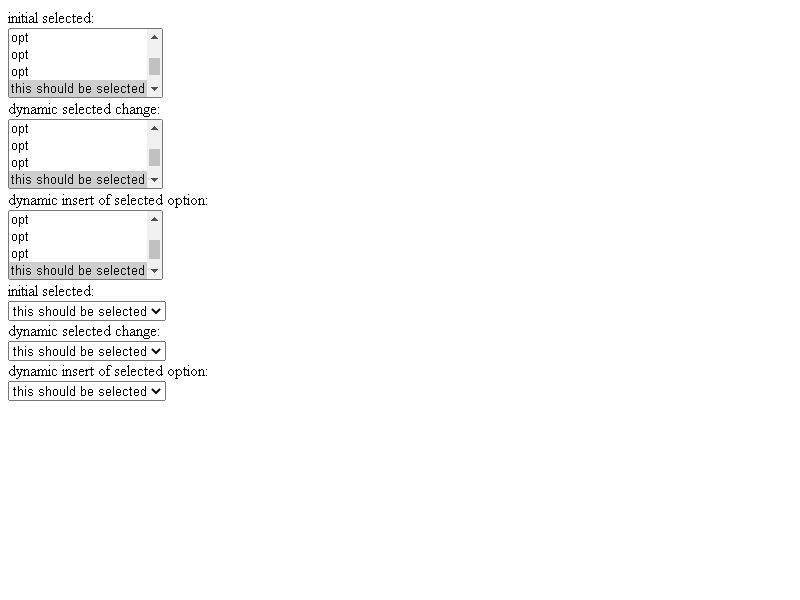 initial selected:
opt
opt
opt
this should be selected
dynamic selected change:
opt
opt
opt
this should be selected
dynamic insert of selected option:
opt
opt
opt
this should be selected
initial selected:
this should be selected
dynamic selected change:
this should be selected
dynamic insert of selected option:
this should be selected